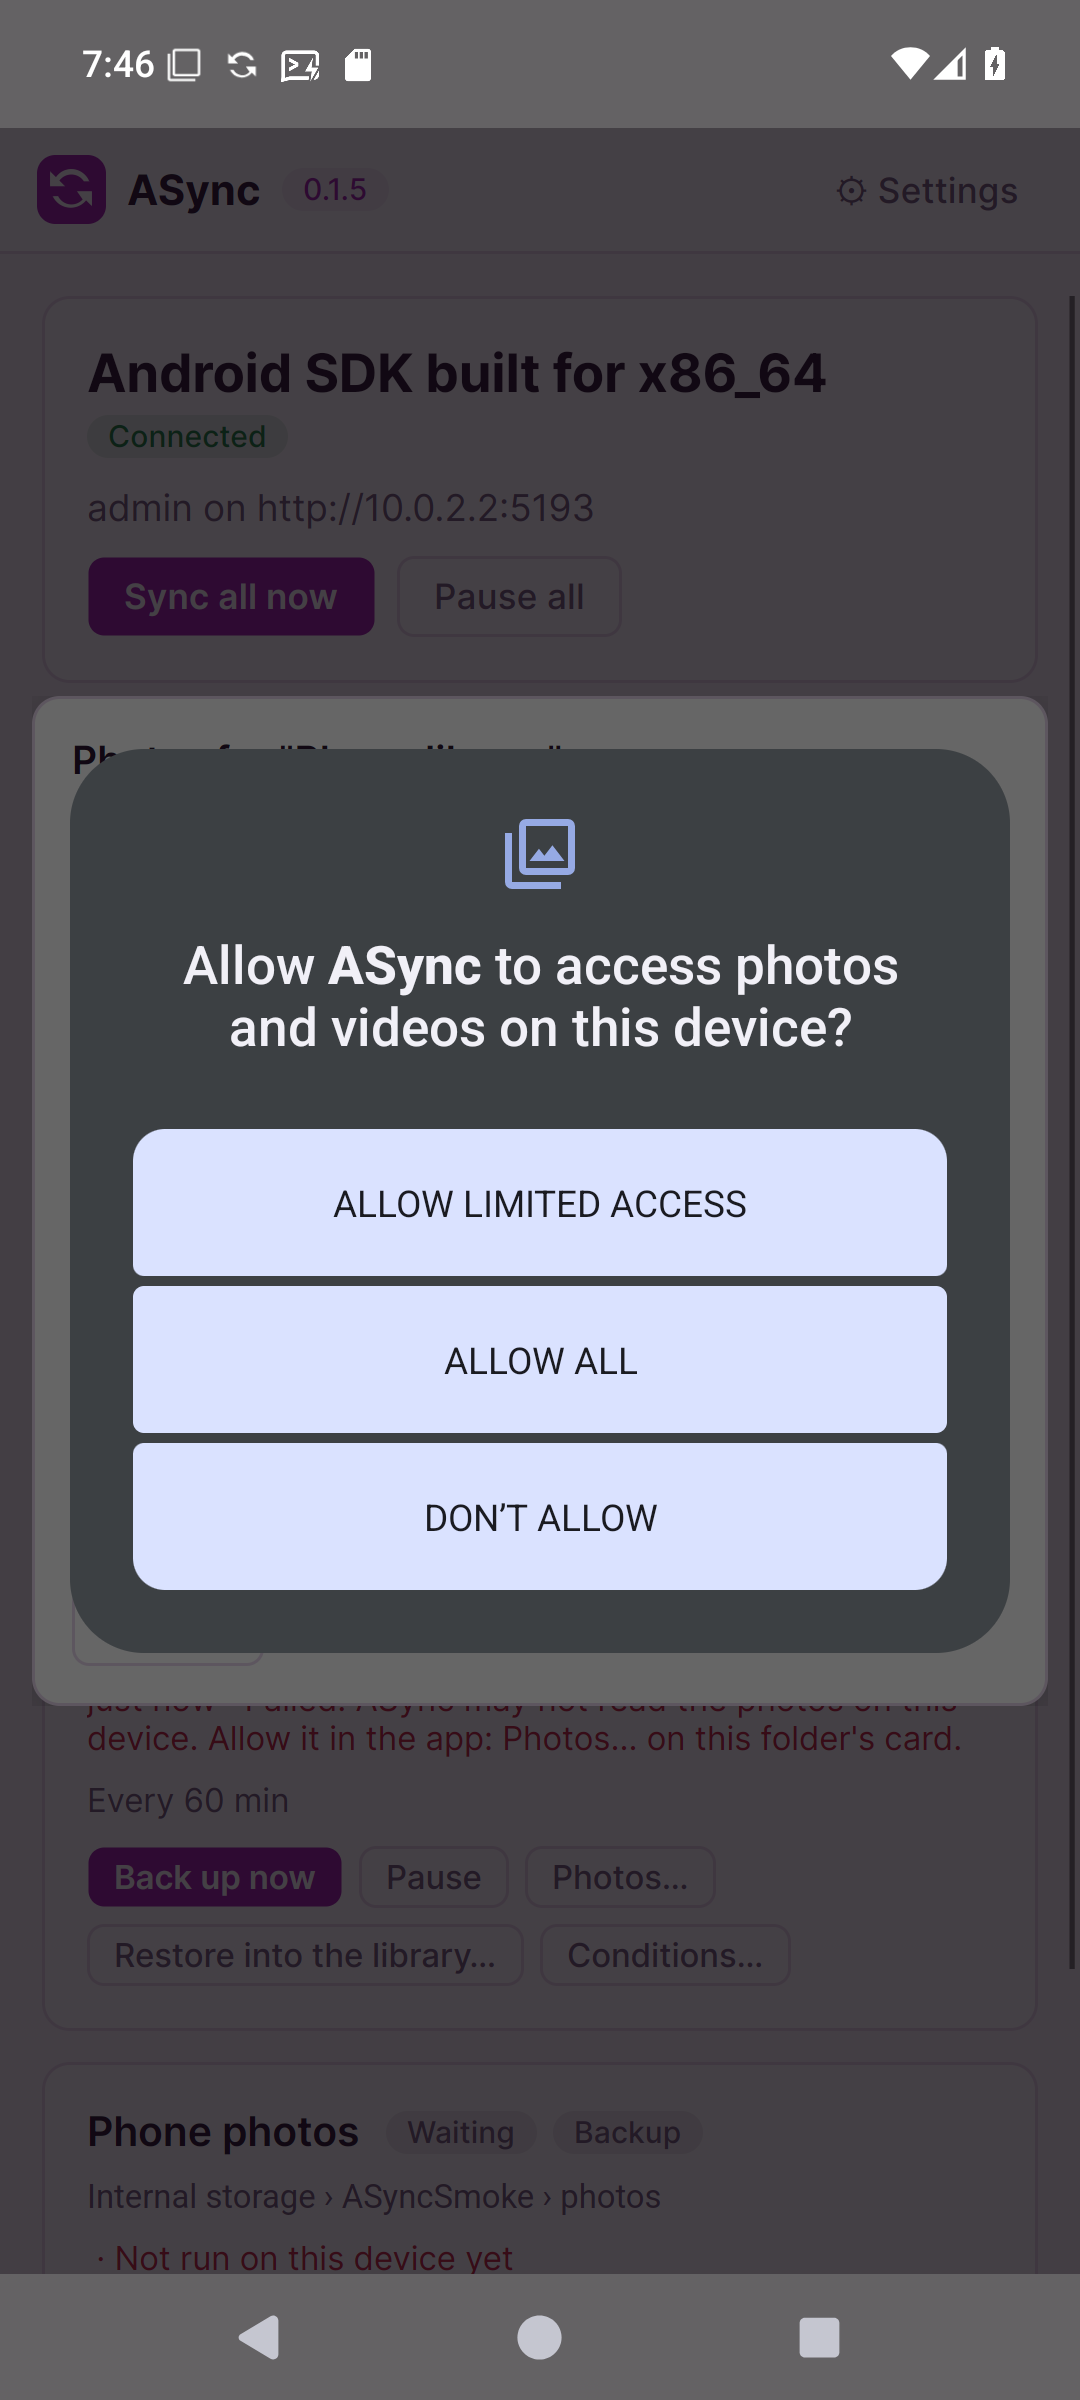 7:46
ASync 0.1.5 Settings
Android SDK built for x86_64
Connected
admin on http://10.0.2.2:5193
Sync all now Pause all
Allow ASync to access photos
and videos on this device?
ALLOW LIMITED ACCESS
ALLOW ALL
DON’T ALLOW
device. Allow it in the app: Photos... on this folder's card.
Every 60 min
Back up now Pause Photos...
Restore into the library... Conditions...
Phone photos Waiting Backup
Internal storage › ASyncSmoke › photos
· Not run on this device yet